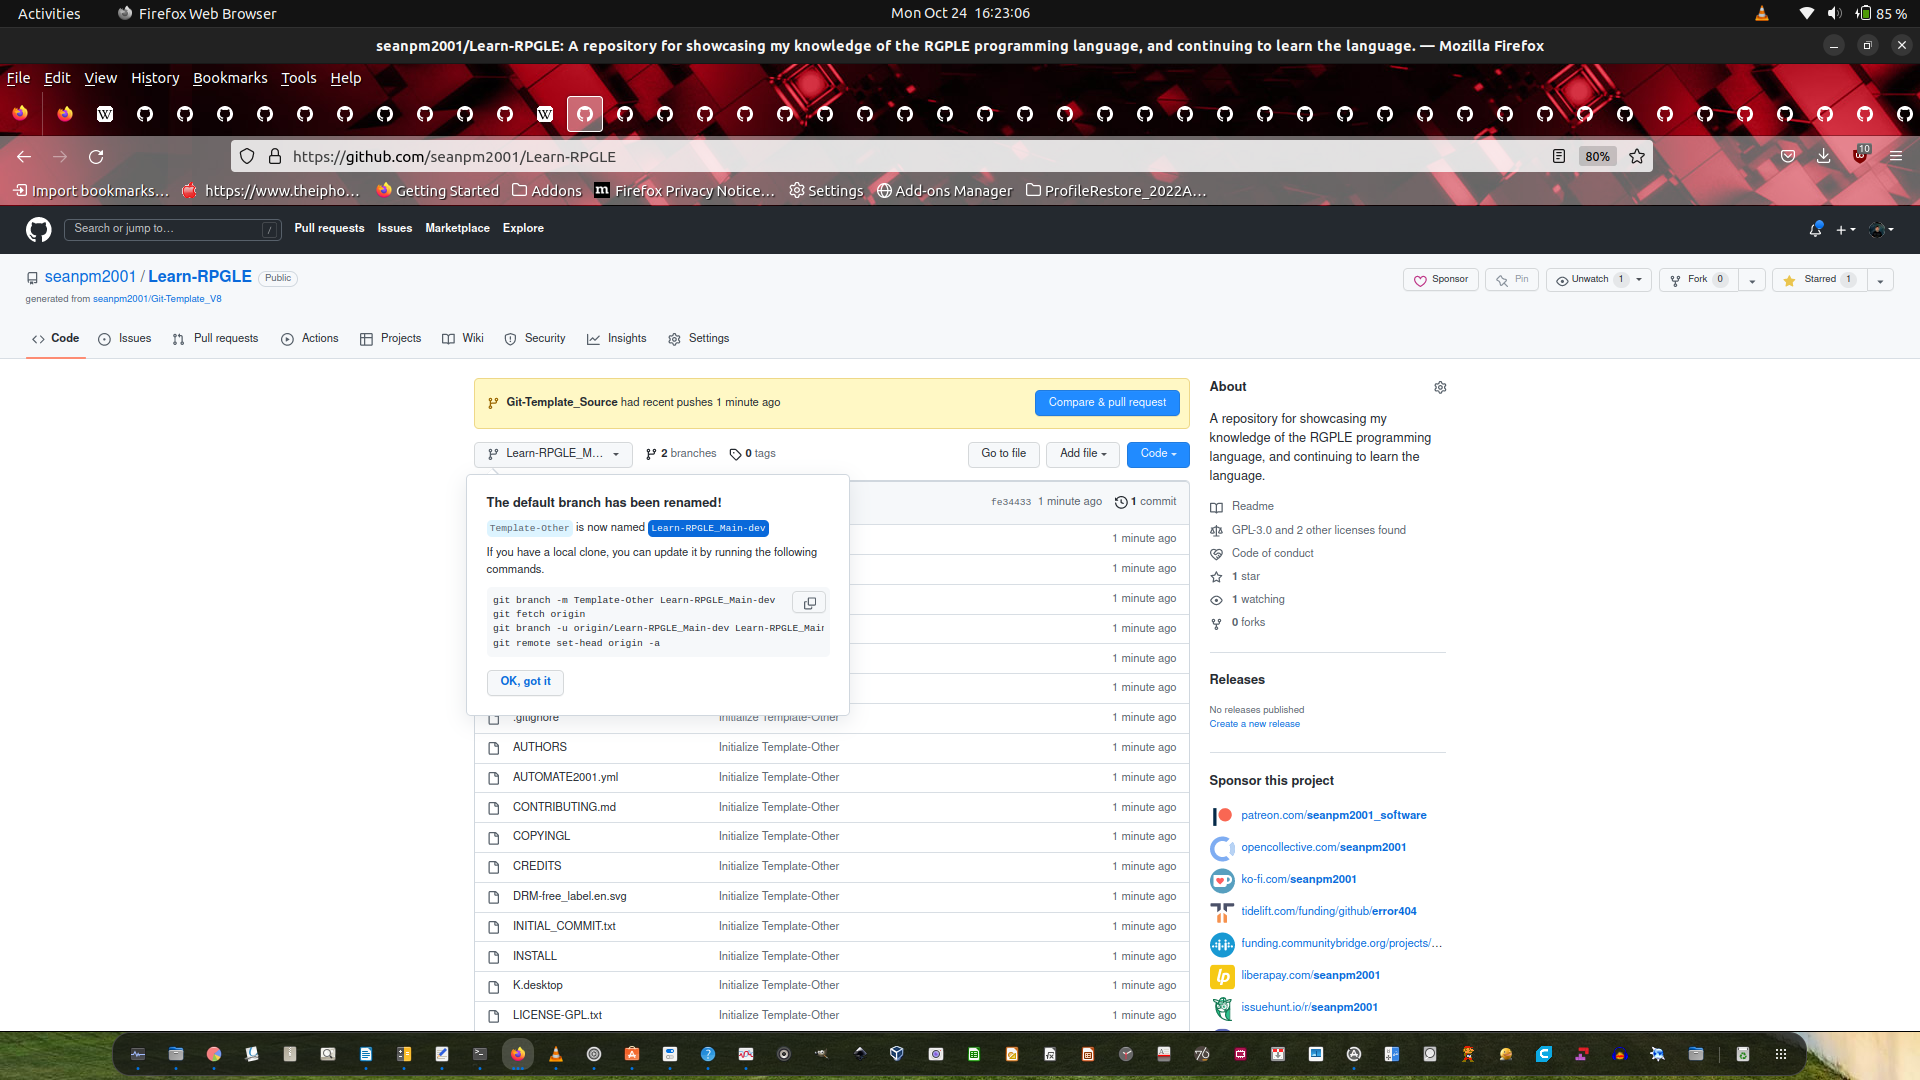 Activities
Firefox Web Browser
Mon Oct 24 16:23:06
85 %
seanpm2001/Learn-RPGLE: A repository for showcasing my knowledge of the RGPLE programming language, and continuing to learn the language. — Mozilla Firefox
File Edit View History Bookmarks Tools Help
https://github.com/seanpm2001/Learn-RPGLE
80%
10
Import bookmarks…
https://www.theipho…
Getting Started
Addons
Firefox Privacy Notice…
Settings
Add-ons Manager
ProfileRestore_2022A…
Search or jump to…
/
Pull requests
Issues
Marketplace
Explore
seanpm2001 / Learn-RPGLE
Public
Sponsor
Pin
Unwatch 1
Fork 0
Starred 1
generated from seanpm2001/Git-Template_V8
Code
Issues
Pull requests
Actions
Projects
Wiki
Security
Insights
Settings
Git-Template_Source had recent pushes 1 minute ago
Compare & pull request
Learn-RPGLE_M…
2 branches
0 tags
Go to file
Add file
Code
The default branch has been renamed!
Template-Other is now named Learn-RPGLE_Main-dev
If you have a local clone, you can update it by running the following
commands.
git branch -m Template-Other Learn-RPGLE_Main-dev
git fetch origin
git branch -u origin/Learn-RPGLE_Main-dev Learn-RPGLE_Main
git remote set-head origin -a
OK, got it
fe34433 1 minute ago
1 commit
1 minute ago
1 minute ago
1 minute ago
1 minute ago
1 minute ago
1 minute ago
.gitignore Initialize Template-Other 1 minute ago
AUTHORS Initialize Template-Other 1 minute ago
AUTOMATE2001.yml Initialize Template-Other 1 minute ago
CONTRIBUTING.md Initialize Template-Other 1 minute ago
COPYINGL Initialize Template-Other 1 minute ago
CREDITS Initialize Template-Other 1 minute ago
DRM-free_label.en.svg Initialize Template-Other 1 minute ago
INITIAL_COMMIT.txt Initialize Template-Other 1 minute ago
INSTALL Initialize Template-Other 1 minute ago
K.desktop Initialize Template-Other 1 minute ago
LICENSE-GPL.txt Initialize Template-Other 1 minute ago
About
A repository for showcasing my
knowledge of the RGPLE programming
language, and continuing to learn the
language.
Readme
GPL-3.0 and 2 other licenses found
Code of conduct
1 star
1 watching
0 forks
Releases
No releases published
Create a new release
Sponsor this project
patreon.com/seanpm2001_software
opencollective.com/seanpm2001
ko-fi.com/seanpm2001
tidelift.com/funding/github/error404
funding.communitybridge.org/projects/…
liberapay.com/seanpm2001
issuehunt.io/r/seanpm2001